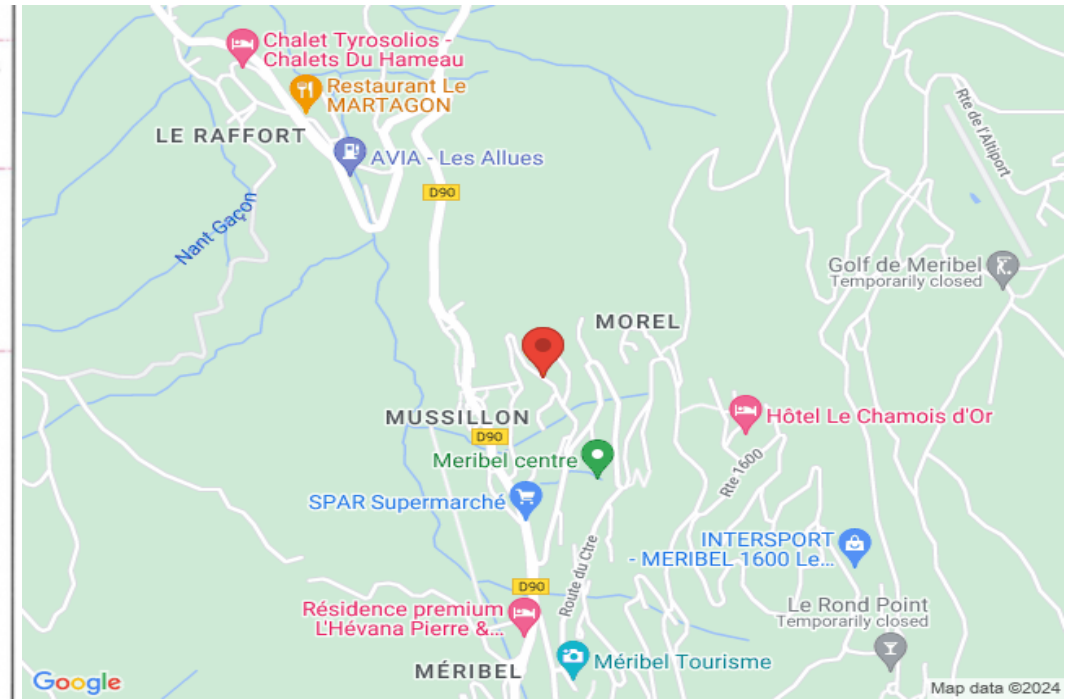 Chalet Tyrosolios -
Chalets Du Hameau
Restaurant Le
MARTAGON
LE RAFFORT
AVIA - Les Allues
Rte de l'Altiport
D90
Nant Gaçon
Golf de Meribel
Temporarily closed
MOREL
MUSSILLON
Hôtel Le Chamois d'Or
D90
Meribel centre
Rte 1600
SPAR Supermarché
INTERSPORT
- MERIBEL 1600 Le...
Route du Ctre
D90
Résidence premium
L'Hévana Pierre &...
Le Rond Point
Temporarily closed
MÉRIBEL
Méribel Tourisme
Google
Map data ©2024